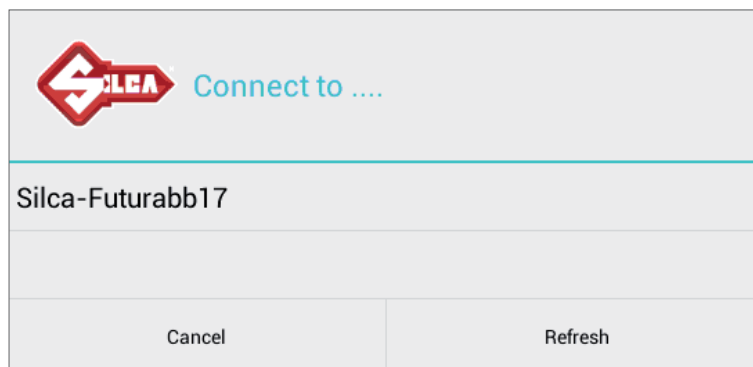 SILCA
Connect to ....
Silca-Futurabb17
Cancel
Refresh